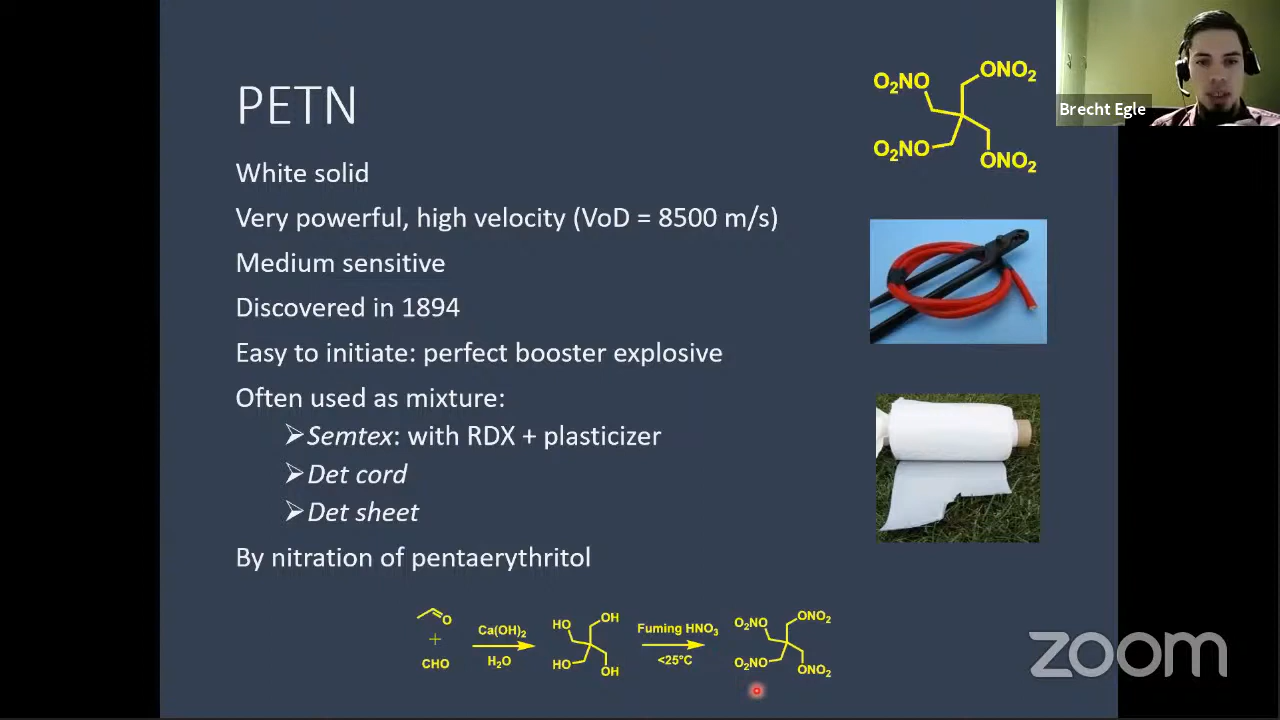 PETN
White solid
Very powerful, high velocity (VoD = 8500 m/s)
Medium sensitive
Discovered in 1894
Easy to initiate: perfect booster explosive
Often used as mixture:
➢Semtex: with RDX + plasticizer
➢Det cord
➢Det sheet
By nitration of pentaerythritol
O₂NO ONO₂
O₂NO ONO₂
Brecht Egle
O
+
CHO
Ca(OH)₂
H₂O
HO OH
HO OH
Fuming HNO₃
<25°C
O₂NO ONO₂
O₂NO ONO₂
zoom